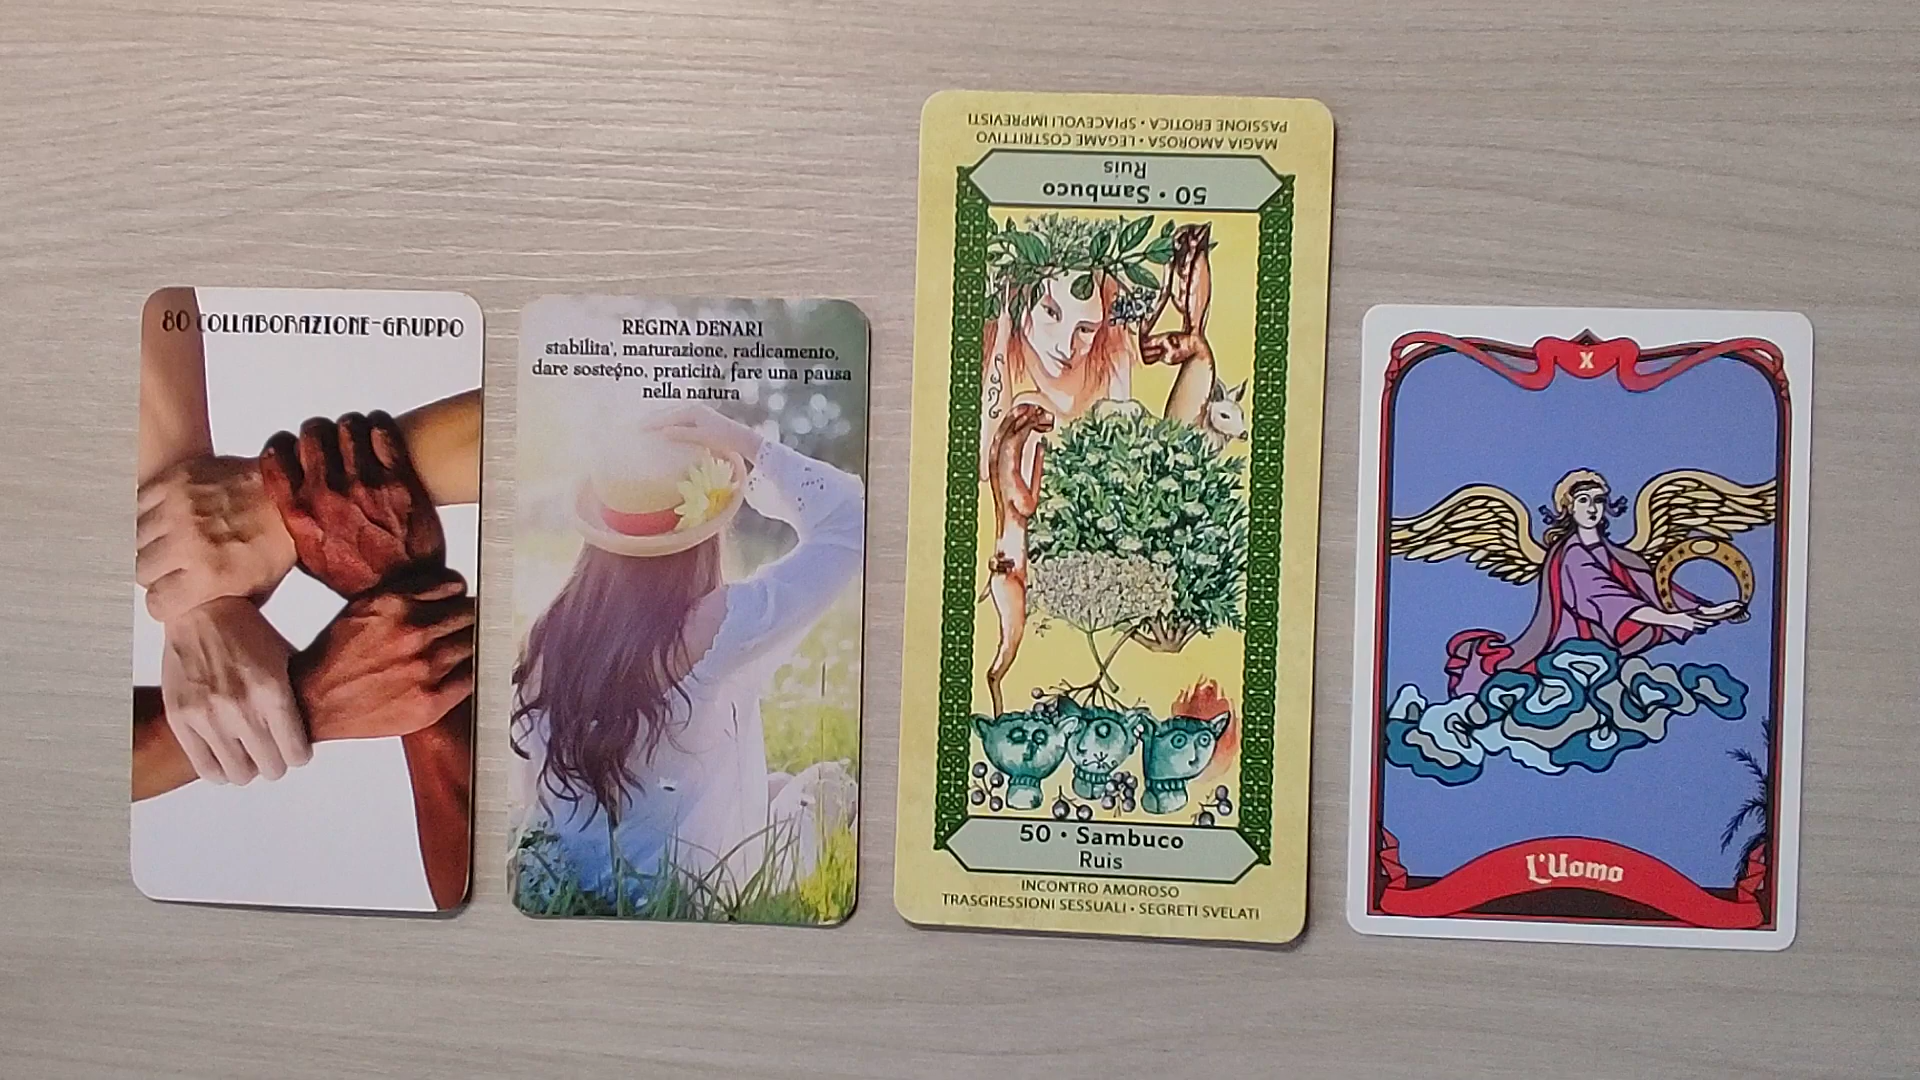 80 COLLABORAZIONE-GRUPPO
REGINA DENARI
stabilita', maturazione, radicamento,
dare sostegno, praticità, fare una pausa
nella natura
MAGIA AMOROSA • LEGAME COSTRITTIVO
PASSIONE EROTICA • SPIACEVOLI IMPREVISTI
50 • Sambuco
Ruis
50 • Sambuco
Ruis
INCONTRO AMOROSO
TRASGRESSIONI SESSUALI • SEGRETI SVELATI
X
L'Uomo